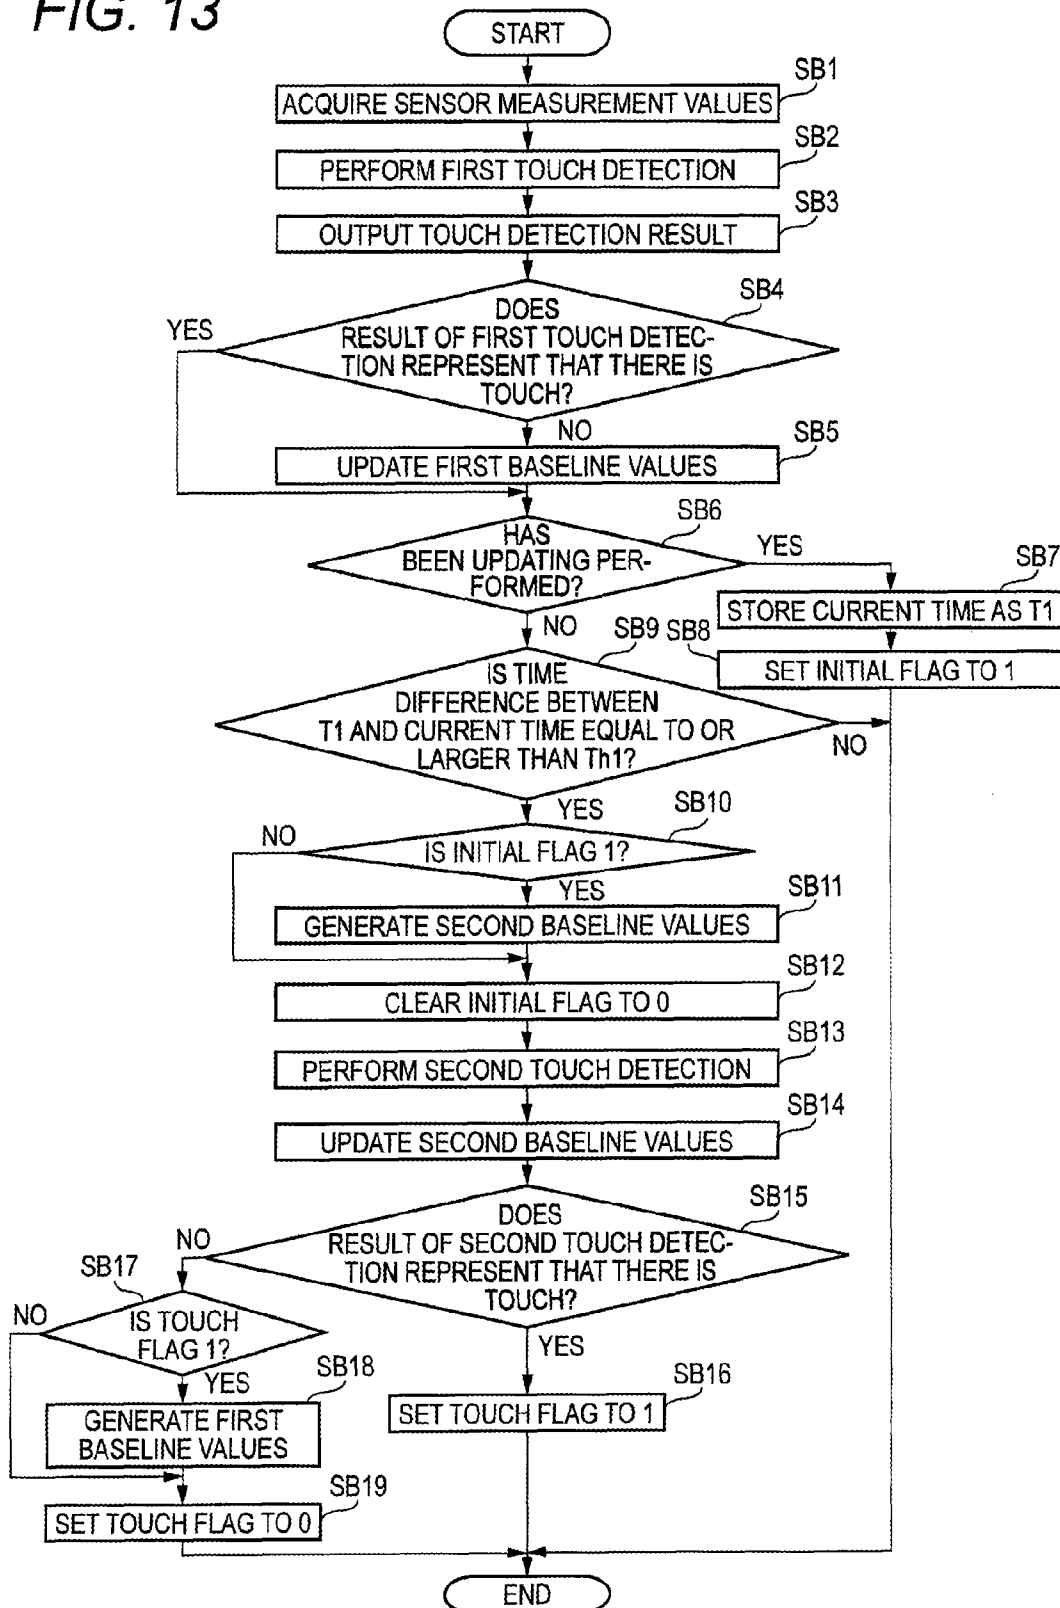 FIG. 13
START
SB1
ACQUIRE SENSOR MEASUREMENT VALUES
SB2
PERFORM FIRST TOUCH DETECTION
SB3
OUTPUT TOUCH DETECTION RESULT
SB4
DOES
RESULT OF FIRST TOUCH DETEC-
TION REPRESENT THAT THERE IS
TOUCH?
YES
NO
SB5
UPDATE FIRST BASELINE VALUES
SB6
HAS
BEEN UPDATING PER-
FORMED?
YES
NO
SB7
STORE CURRENT TIME AS T1
SB8
SET INITIAL FLAG TO 1
SB9
IS TIME
DIFFERENCE BETWEEN
T1 AND CURRENT TIME EQUAL TO OR
LARGER THAN Th1?
NO
YES
SB10
IS INITIAL FLAG 1?
NO
YES
SB11
GENERATE SECOND BASELINE VALUES
SB12
CLEAR INITIAL FLAG TO 0
SB13
PERFORM SECOND TOUCH DETECTION
SB14
UPDATE SECOND BASELINE VALUES
SB15
DOES
RESULT OF SECOND TOUCH DETEC-
TION REPRESENT THAT THERE IS
TOUCH?
NO
YES
SB16
SET TOUCH FLAG TO 1
SB17
IS TOUCH
FLAG 1?
NO
YES
SB18
GENERATE FIRST
BASELINE VALUES
SB19
SET TOUCH FLAG TO 0
END